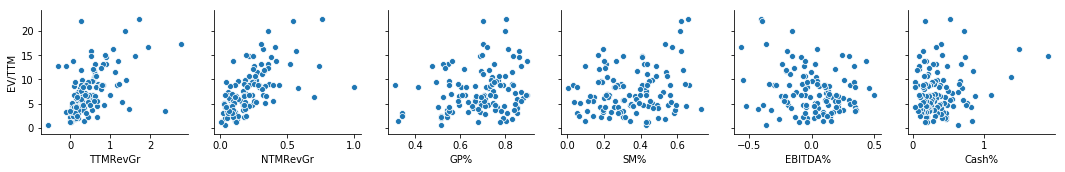 EV/TTM
20
15
10
5
0
0 1 2
0.0 0.5 1.0
0.4 0.6 0.8
0.0 0.2 0.4 0.6
−0.5 0.0 0.5
0 1
TTMRevGr
NTMRevGr
GP%
SM%
EBITDA%
Cash%